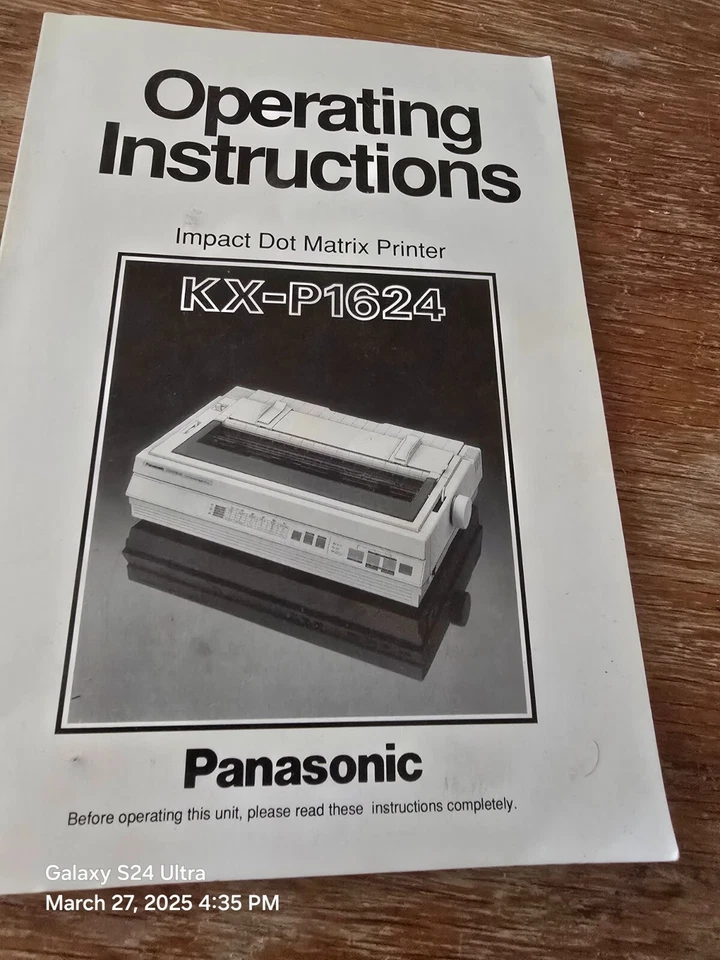 Operating
Instructions
Impact Dot Matrix Printer
KX-P1624
Panasonic
Panasonic
Before operating this unit, please read these instructions completely.
Galaxy S24 Ultra
March 27, 2025 4:35 PM